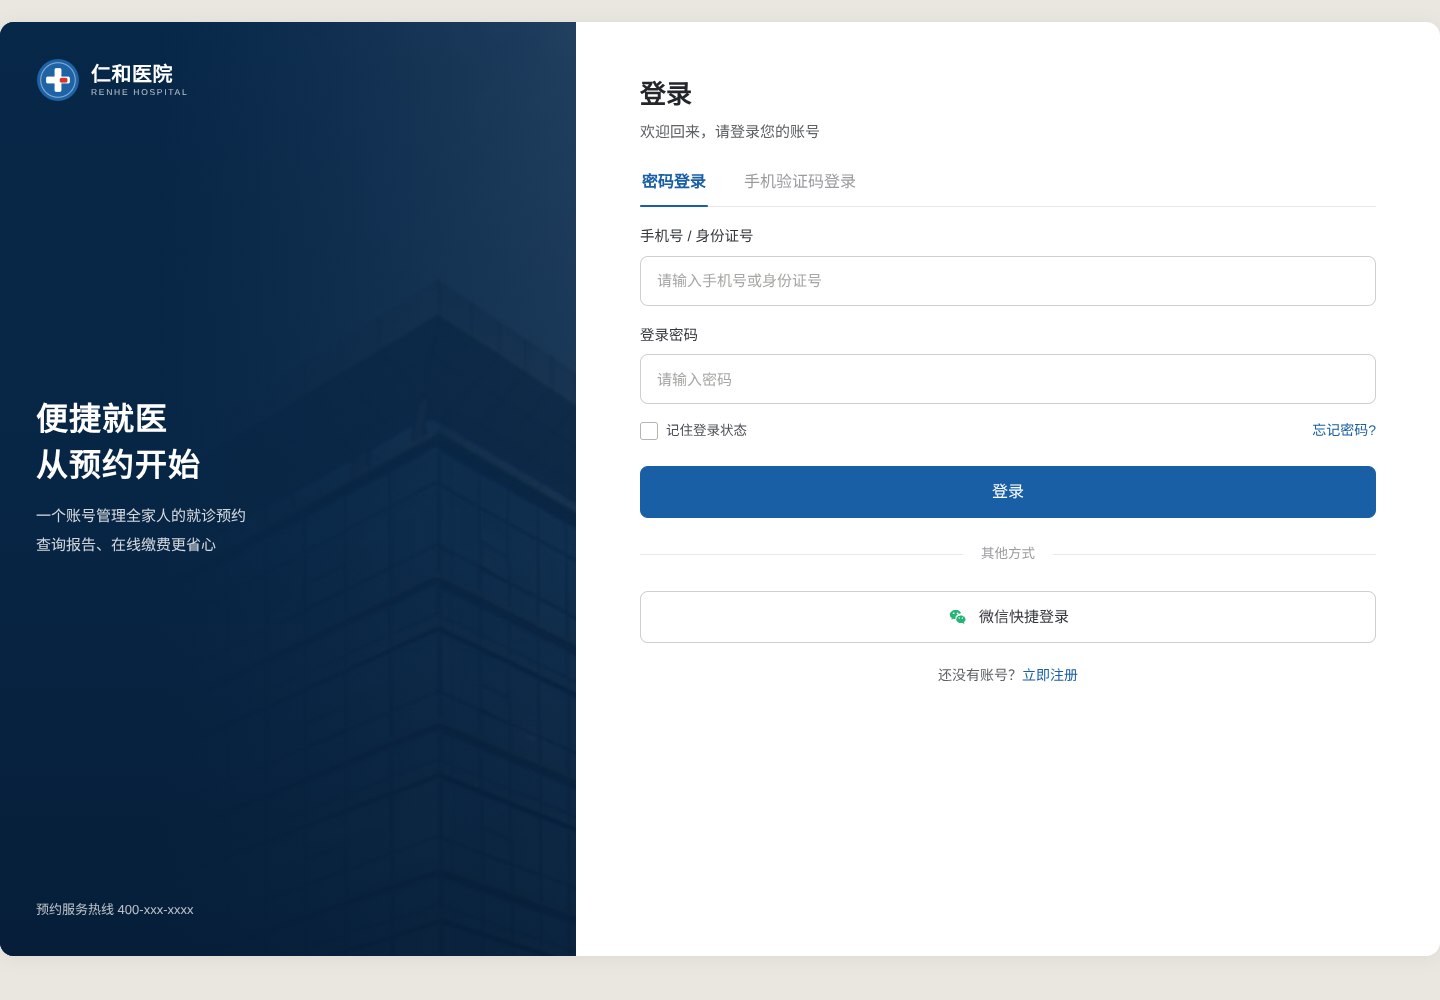 仁和医院
RENHE HOSPITAL
便捷就医
从预约开始
一个账号管理全家人的就诊预约
查询报告、在线缴费更省心
预约服务热线 400-xxx-xxxx
登录
欢迎回来，请登录您的账号
密码登录 手机验证码登录
手机号 / 身份证号
请输入手机号或身份证号
登录密码
请输入密码
记住登录状态 忘记密码?
登录
其他方式
微信快捷登录
还没有账号？立即注册